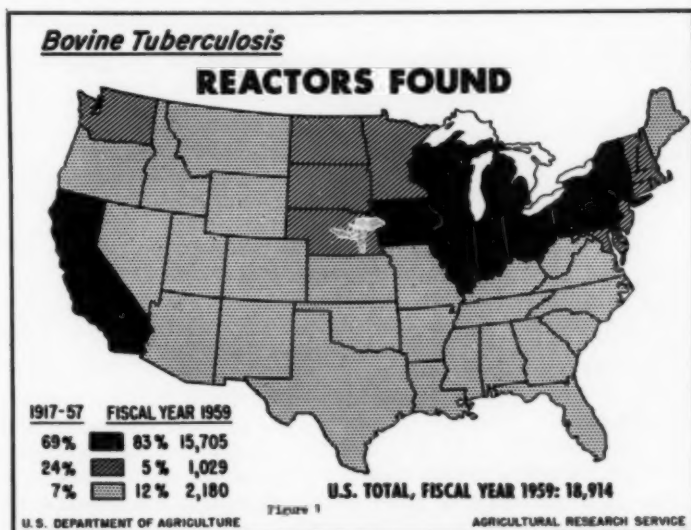 Bovine Tuberculosis
REACTORS FOUND
1917-57 FISCAL YEAR 1959
69% 83% 15,705
24% 5% 1,029
7% 12% 2,180
U.S. TOTAL, FISCAL YEAR 1959: 18,914
Figure 1
U.S. DEPARTMENT OF AGRICULTURE AGRICULTURAL RESEARCH SERVICE